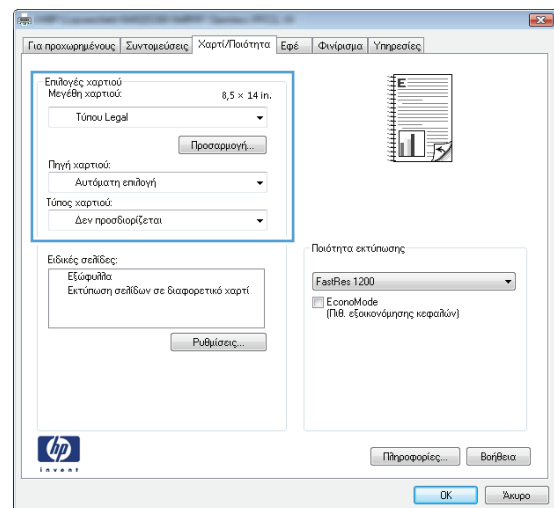 Για προχωρημένους Συντομεύσεις Χαρτί/Ποιότητα Εφέ Φινίρισμα Υπηρεσίες
Επιλογές χαρτιού
Μεγέθη χαρτιού: 8,5 × 14 in.
Τύπου Legal
Προσαρμογή...
Πηγή χαρτιού:
Αυτόματη επιλογή
Τύπος χαρτιού:
Δεν προσδιορίζεται
E
Ειδικές σελίδες:
Εξώφυλλα
Εκτύπωση σελίδων σε διαφορετικό χαρτί
Ρυθμίσεις...
Ποιότητα εκτύπωσης
FastRes 1200
EconoMode
(Πιθ. εξοικονόμησης κεφαλών)
hp
invent
Πληροφορίες... Βοήθεια
OK Άκυρο